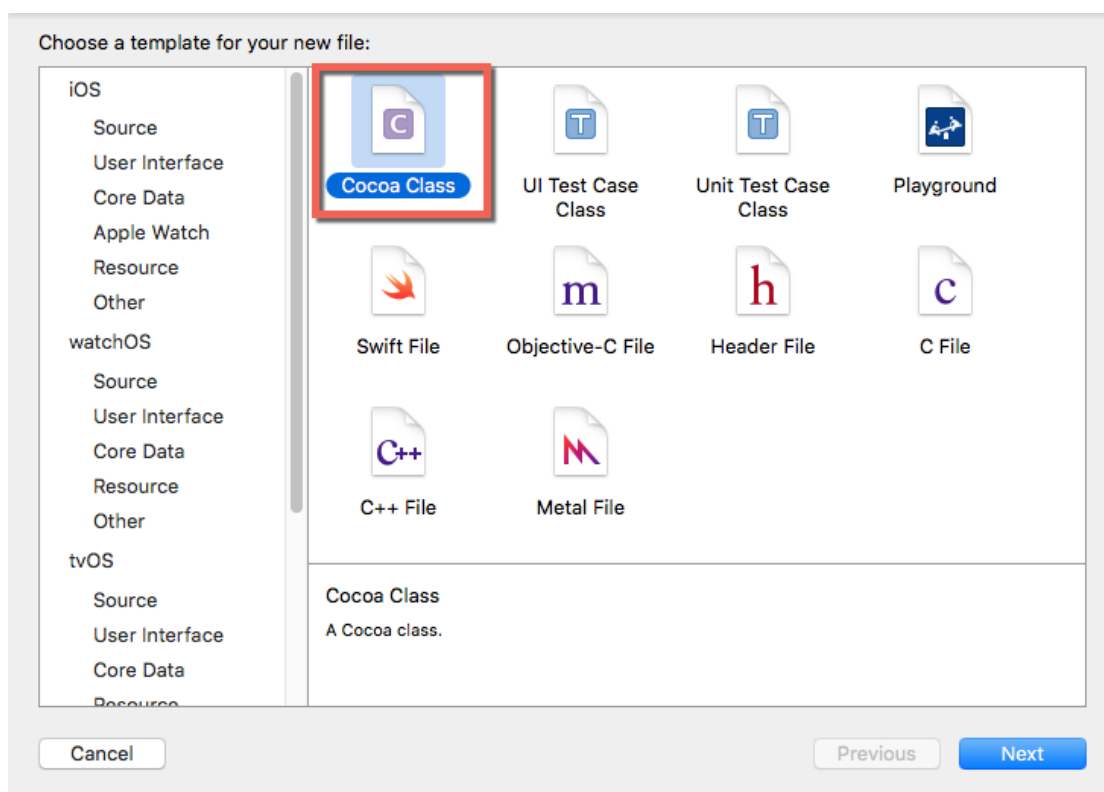 Choose a template for your new file:
iOS
Source
User Interface
Core Data
Apple Watch
Resource
Other
watchOS
Source
User Interface
Core Data
Resource
Other
tvOS
Source
User Interface
Core Data
Resource
C
T
T
Cocoa Class
UI Test Case
Class
Unit Test Case
Class
Playground
m
h
c
Swift File
Objective-C File
Header File
C File
C++
C++ File
Metal File
Cocoa Class
A Cocoa class.
Cancel
Previous
Next